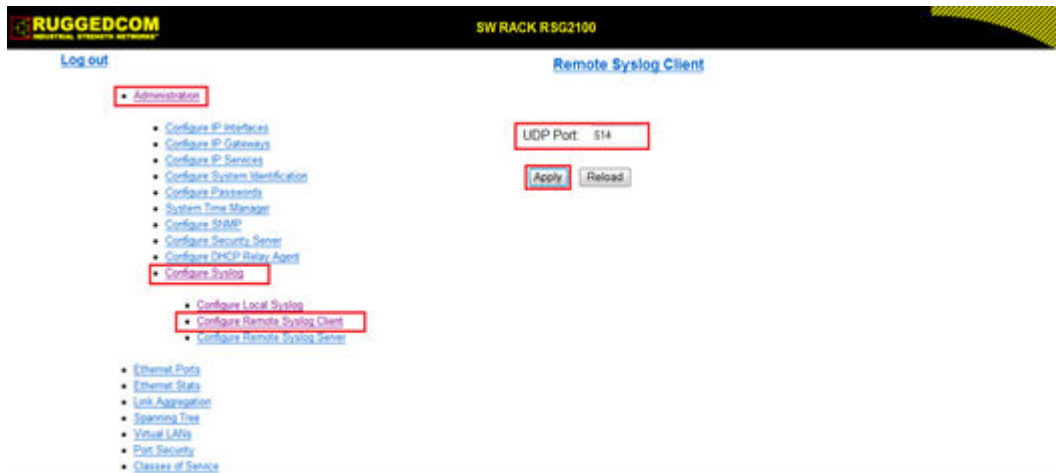 RUGGEDCOM
INDUSTRIAL STRENGTH NETWORKS™
SW RACK RSG2100
Log out
Remote Syslog Client
Administration
Configure IP Interfaces
Configure IP Gateways
Configure IP Services
Configure System Identification
Configure Passwords
System Time Manager
Configure SNMP
Configure Security Server
Configure DHCP Relay Agent
Configure Syslog
Configure Local Syslog
Configure Remote Syslog Client
Configure Remote Syslog Server
Ethernet Ports
Ethernet Stats
Link Aggregation
Spanning Tree
Virtual LANs
Port Security
Classes of Service
UDP Port: 514
Apply Reload